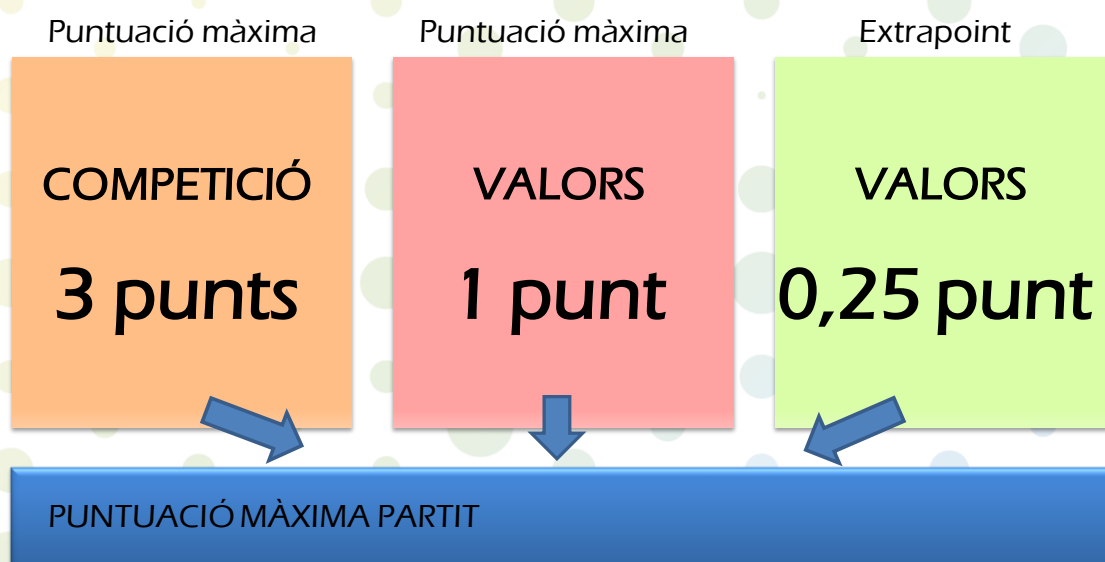 Puntuació màxima
COMPETICIÓ
3 punts
Puntuació màxima
VALORS
1 punt
Extrapoint
VALORS
0,25 punt
PUNTUACIÓ MÀXIMA PARTIT